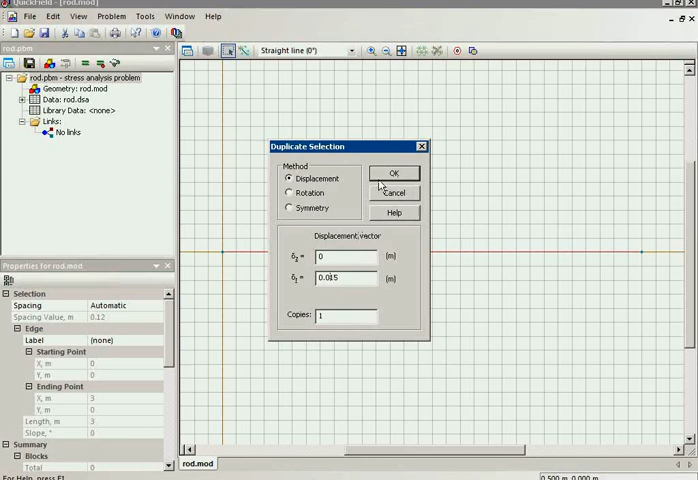 QuickField - [rod.mod]
File Edit View Problem Tools Window Help
Straight line (0°)
rod.pbm
rod.pbm - stress analysis problem
Geometry: rod.mod
Data: rod.dsa
Library Data: <none>
Links:
No links
Properties for rod.mod
Selection
Spacing Automatic
Spacing Value, m 0.12
Edge
Label (none)
Starting Point
X, m 0
Y, m 0
Ending Point
X, m 3
Y, m 0
Length, m 3
Slope, ° 0
Summary
Blocks
Total 0
Duplicate Selection
Method
Displacement
Rotation
Symmetry
OK
Cancel
Help
Displacement vector
0 (m)
0.015 (m)
Copies: 1
rod.mod
For Help, press F1
0.500 m, 0.000 m